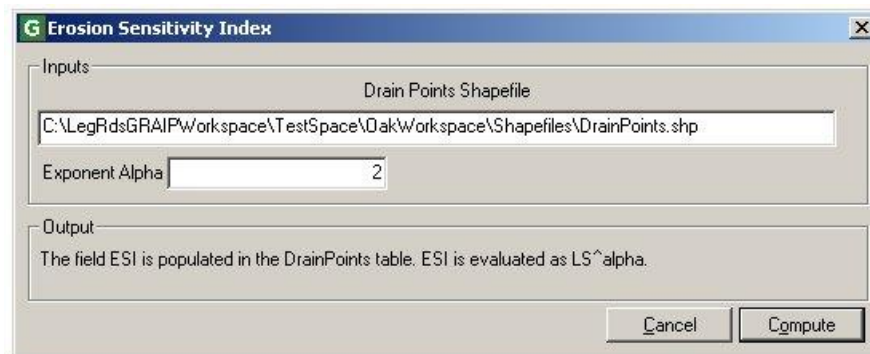 G Erosion Sensitivity Index
Inputs
Drain Points Shapefile
C:\LegRdsGRAIPWorkspace\TestSpace\OakWorkspace\Shapefiles\DrainPoints.shp
Exponent Alpha 2
Output
The field ESI is populated in the DrainPoints table. ESI is evaluated as LS^alpha.
Cancel Compute